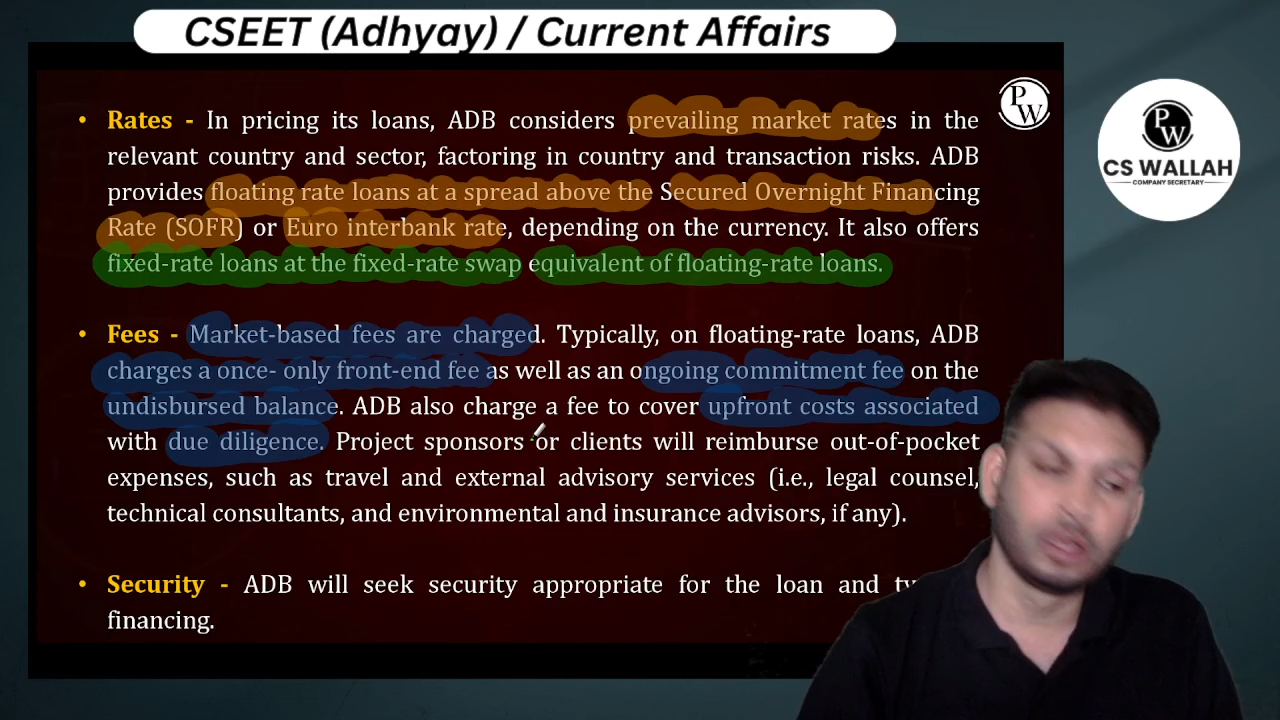 CSEET (Adhyay) / Current Affairs
PW
PW
CS WALLAH
COMPANY SECRETARY
• Rates - In pricing its loans, ADB considers prevailing market rates in the
relevant country and sector, factoring in country and transaction risks. ADB
provides floating rate loans at a spread above the Secured Overnight Financing
Rate (SOFR) or Euro interbank rate, depending on the currency. It also offers
fixed-rate loans at the fixed-rate swap equivalent of floating-rate loans.
• Fees - Market-based fees are charged. Typically, on floating-rate loans, ADB
charges a once- only front-end fee as well as an ongoing commitment fee on the
undisbursed balance. ADB also charge a fee to cover upfront costs associated
with due diligence. Project sponsors or clients will reimburse out-of-pocket
expenses, such as travel and external advisory services (i.e., legal counsel,
technical consultants, and environmental and insurance advisors, if any).
• Security - ADB will seek security appropriate for the loan and
financing.